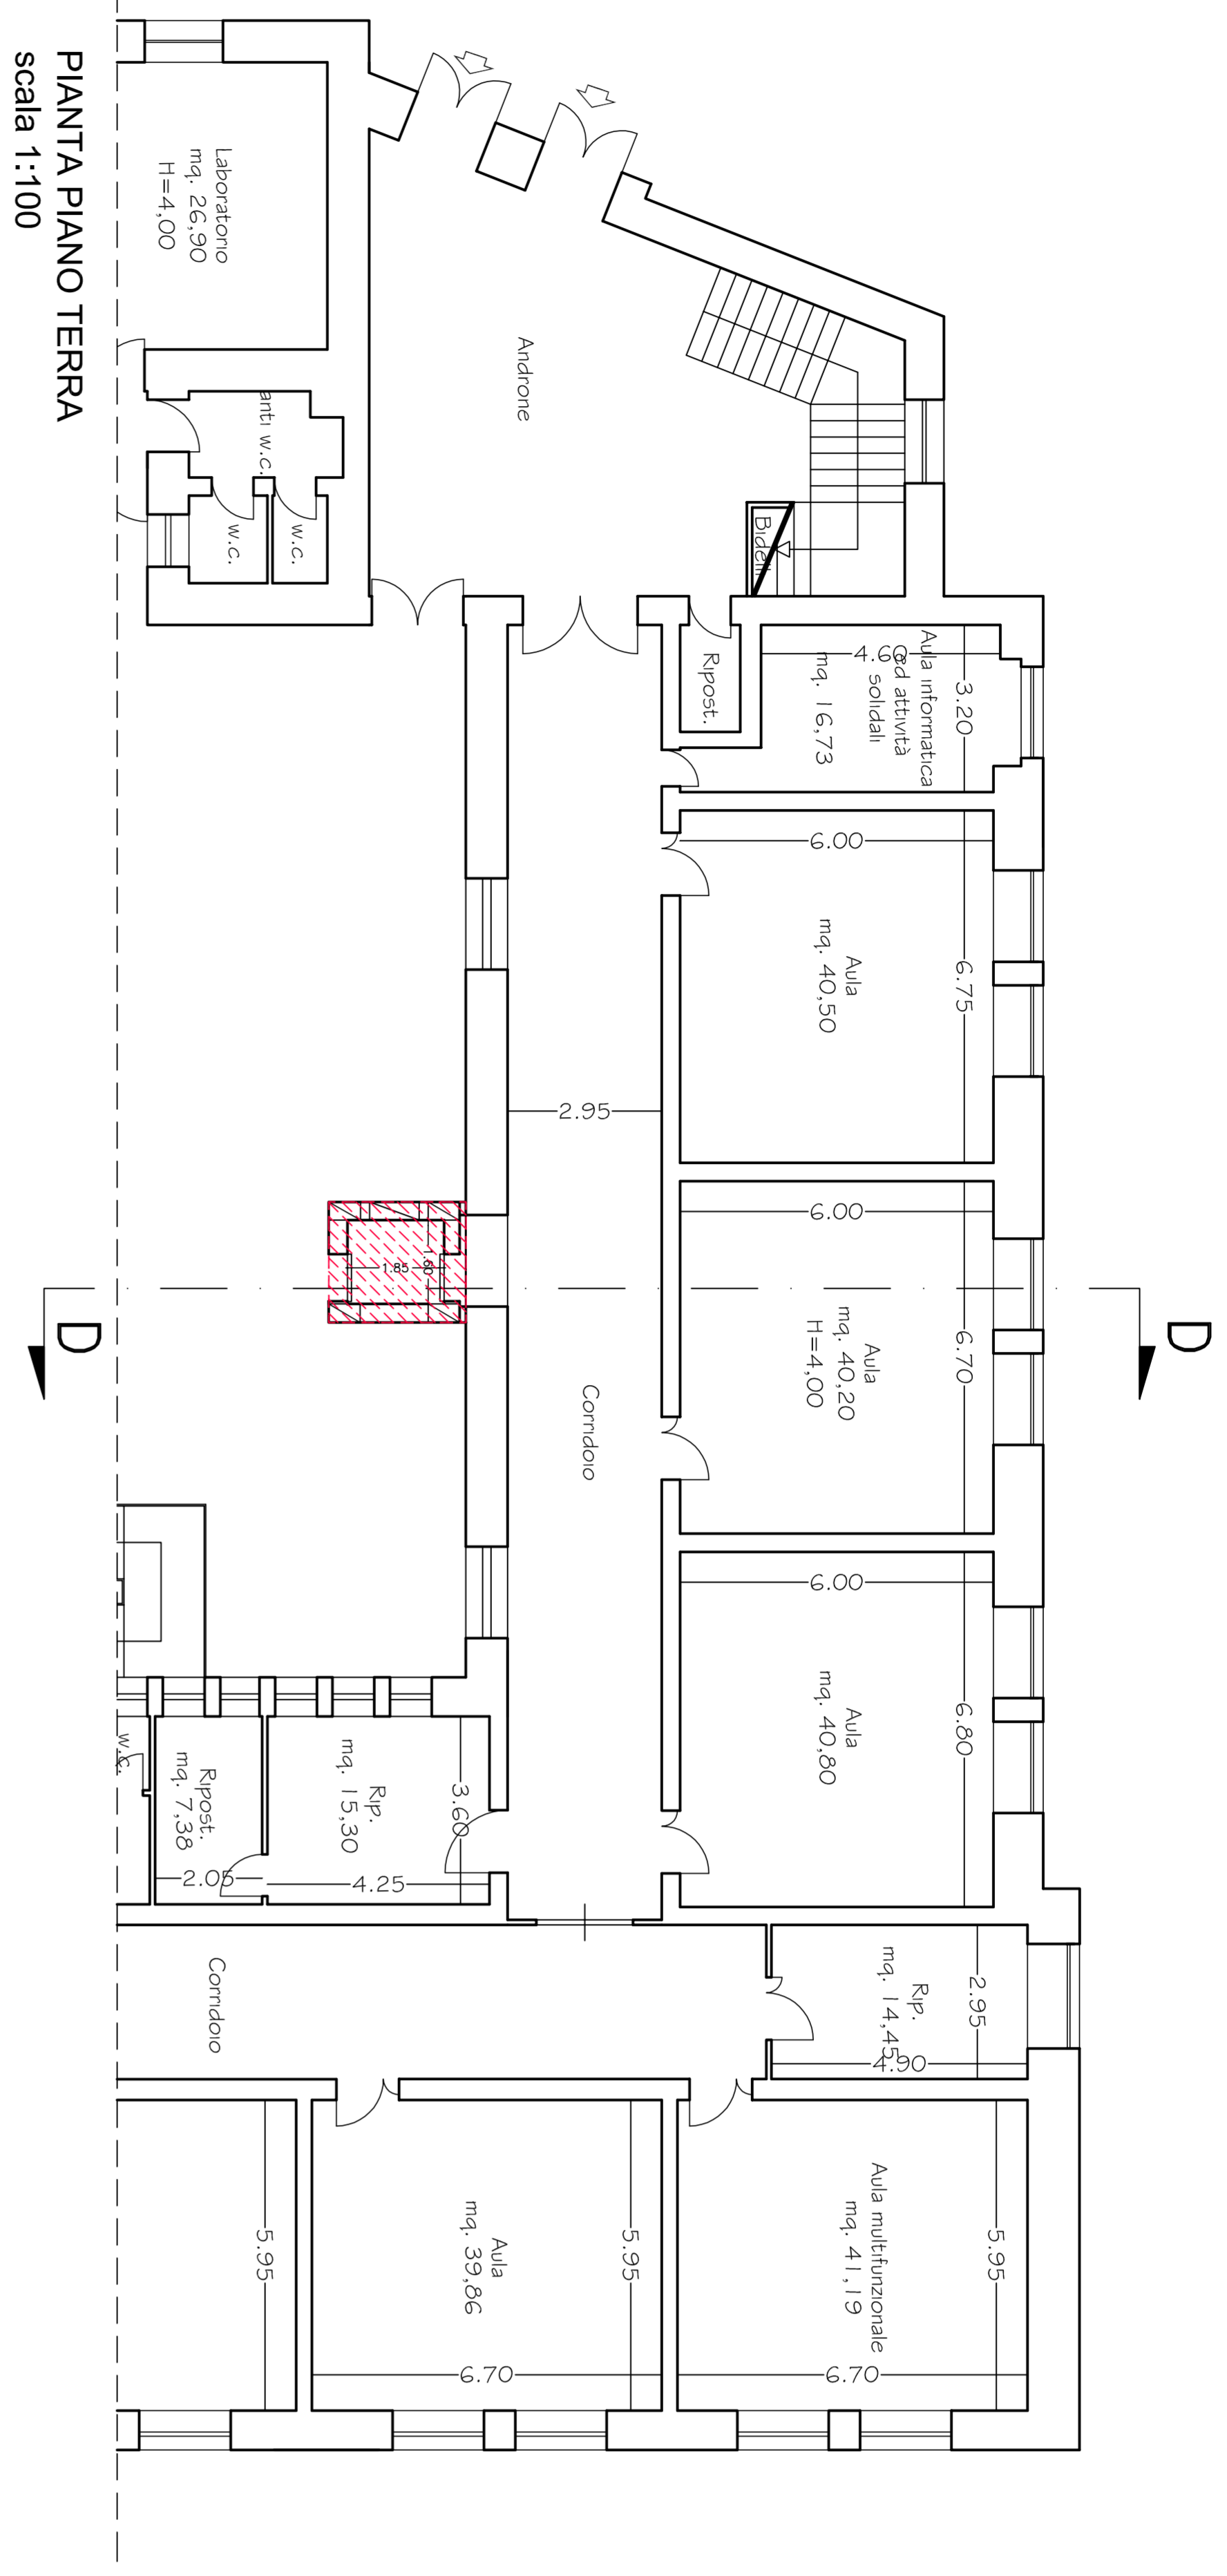 PIANTA PIANO TERRA
scala 1:100
D
D
Laboratorio
mq. 26,90
H=4,00
anti w.c.
w.c.
w.c.
Androne
Bidelli
Ripost.
Aula informatica
ed attività
solidali
mq. 16,73
4.60
3.20
6.00
Aula
mq. 40,50
6.75
2.95
6.00
Aula
mq. 40,20
H=4,00
6.70
1.85
1.60
Corridoio
6.00
Aula
mq. 40,80
6.80
w.c.
Ripost.
mq. 7,38
2.05
Rip.
mq. 15,30
3.60
4.25
Corridoio
Rip.
mq. 14,45
2.95
4.90
5.95
Aula
mq. 39,86
5.95
6.70
Aula multifunzionale
mq. 41,19
5.95
6.70